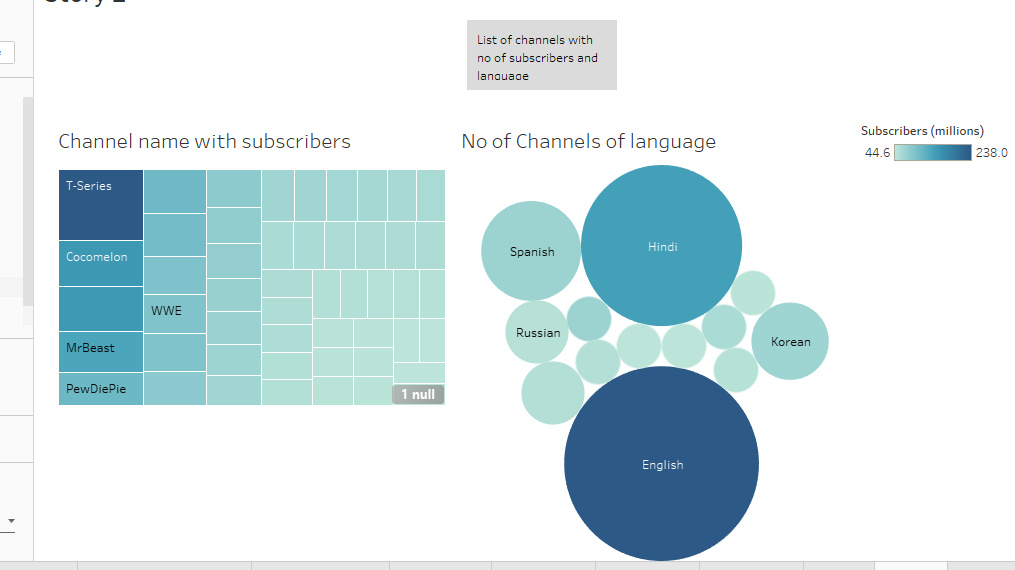 List of channels with
no of subscribers and
language
Channel name with subscribers
No of Channels of language
Subscribers (millions)
44.6
238.0
T-Series
Cocomelon
WWE
MrBeast
PewDiePie
1 null
Spanish
Hindi
Russian
Korean
English